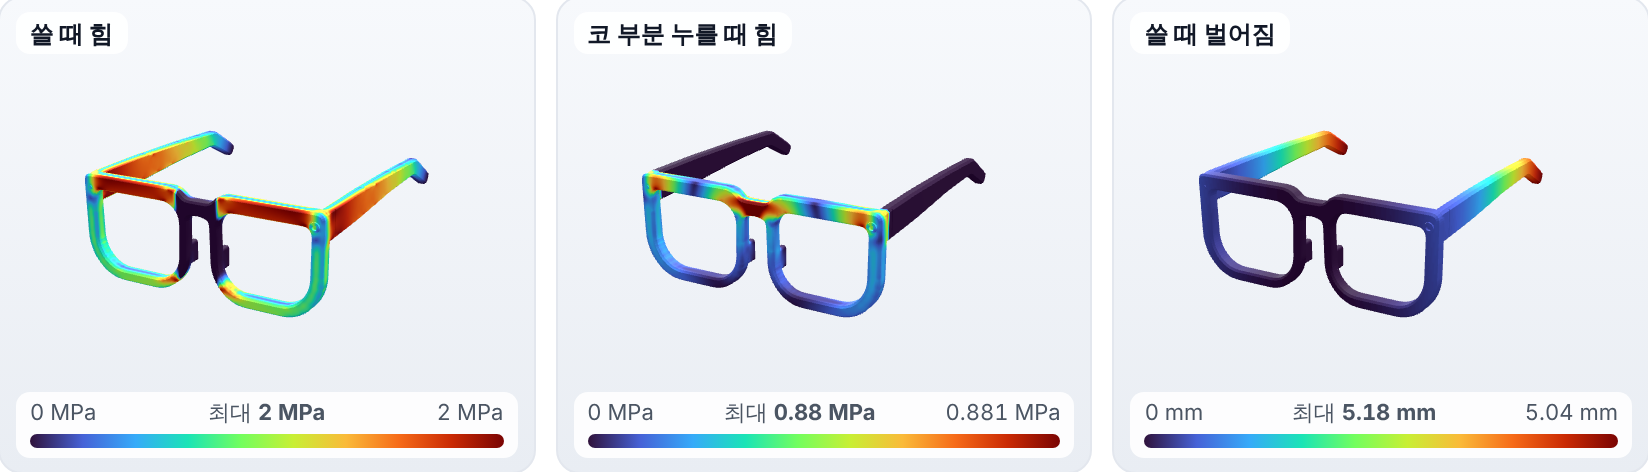 쓸 때 힘
코 부분 누를 때 힘
쓸 때 벌어짐
0 MPa 최대 2 MPa 2 MPa
0 MPa 최대 0.88 MPa 0.881 MPa
0 mm 최대 5.18 mm 5.04 mm